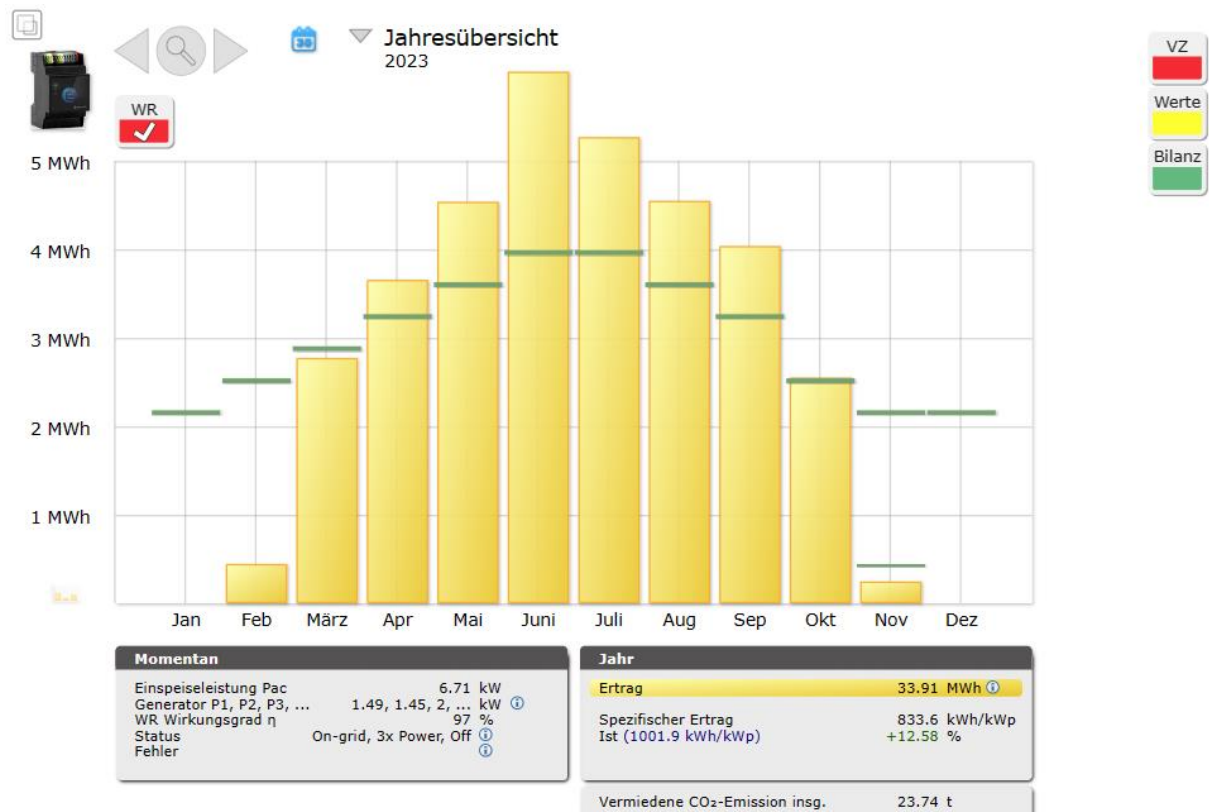 Jahresübersicht
2023
30
WR
VZ
Werte
Bilanz
5 MWh
4 MWh
3 MWh
2 MWh
1 MWh
Jan Feb März Apr Mai Juni Juli Aug Sep Okt Nov Dez
Momentan
Einspeiseleistung Pac 6.71 kW
Generator P1, P2, P3, ... 1.49, 1.45, 2, ... kW
WR Wirkungsgrad η 97 %
Status On-grid, 3x Power, Off
Fehler
Jahr
Ertrag 33.91 MWh
Spezifischer Ertrag 833.6 kWh/kWp
Ist (1001.9 kWh/kWp) +12.58 %
Vermiedene CO₂-Emission insg. 23.74 t